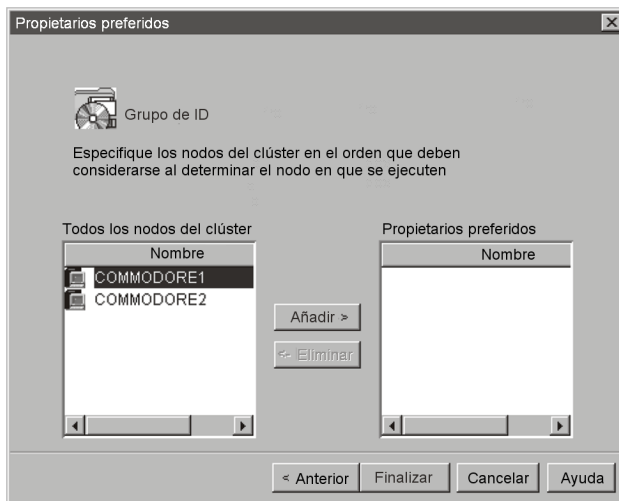 Propietarios preferidos
Grupo de ID
Especifique los nodos del clúster en el orden que deben
considerarse al determinar el nodo en que se ejecuten
Todos los nodos del clúster
Nombre
COMMODORE1
COMMODORE2
Añadir >
<- Eliminar
Propietarios preferidos
Nombre
< Anterior
Finalizar
Cancelar
Ayuda